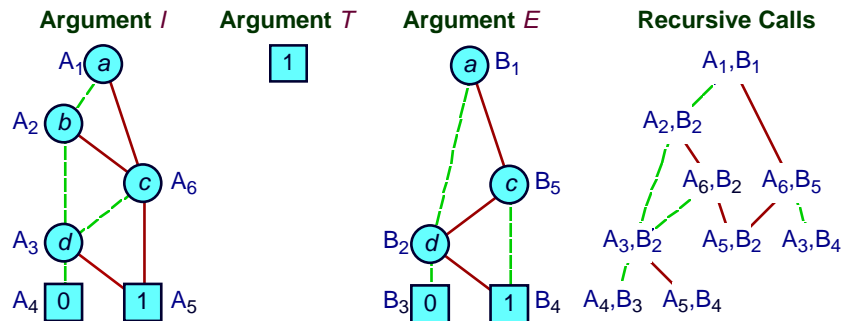 Argument I
Argument T
Argument E
Recursive Calls
A1
a
1
a
B1
A1,B1
A2
b
A2,B2
c
A6
c
B5
A6,B2
A6,B5
A3
d
B2
d
A3,B2
A5,B2
A3,B4
A4
0
1
A5
B3
0
1
B4
A4,B3
A5,B4